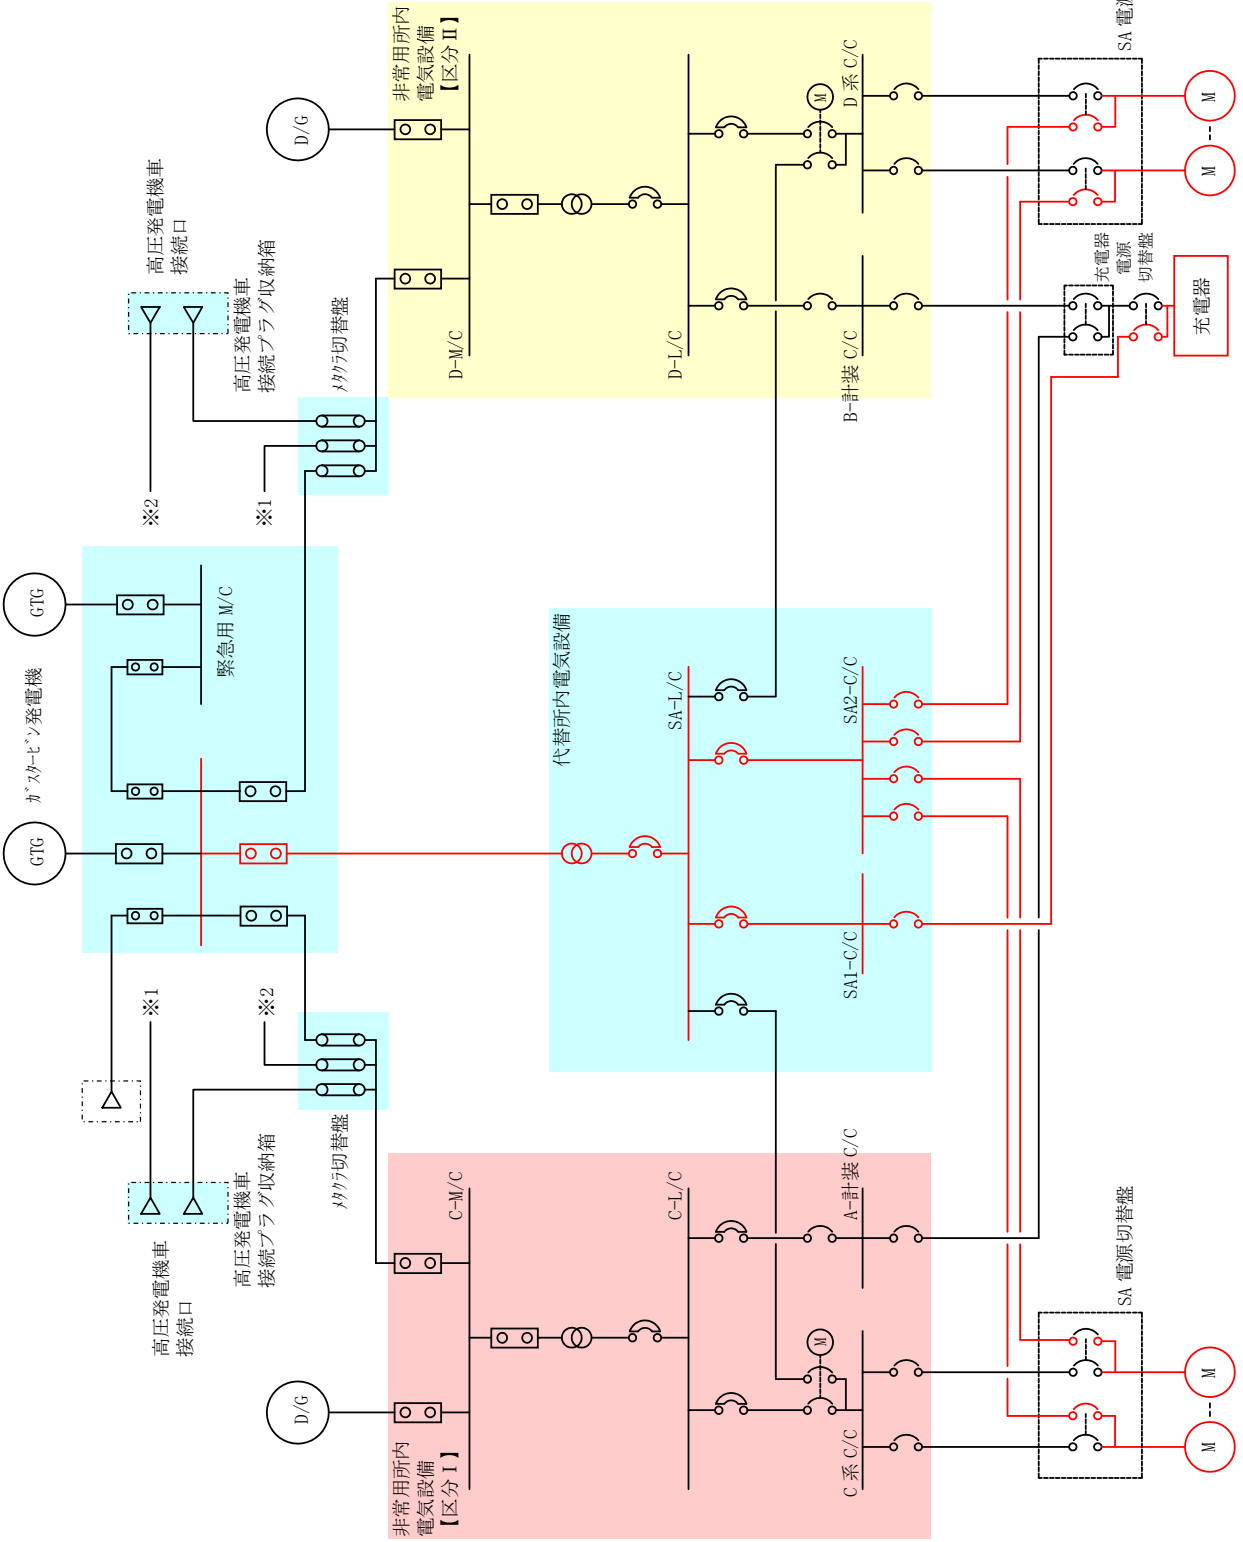 GTG
GTG
ｶﾞｽﾀｰﾋﾞﾝ発電機
緊急用 M/C
高圧発電機車
接続口
高圧発電機車
接続プラグ収納箱
※1
※2
ﾒﾀｸﾗ切替盤
高圧発電機車
接続口
高圧発電機車
接続プラグ収納箱
※2
※1
ﾒﾀｸﾗ切替盤
D/G
D/G
非常用所内
電気設備
【区分Ⅰ】
C-M/C
C-L/C
C 系 C/C
A-計装 C/C
M
代替所内電気設備
SA-L/C
SA1-C/C
SA2-C/C
非常用所内
電気設備
【区分Ⅱ】
D-M/C
D-L/C
B-計装 C/C
D 系 C/C
M
SA 電源切替盤
M
M
充電器
電源
切替盤
充電器
SA 電源
M
M